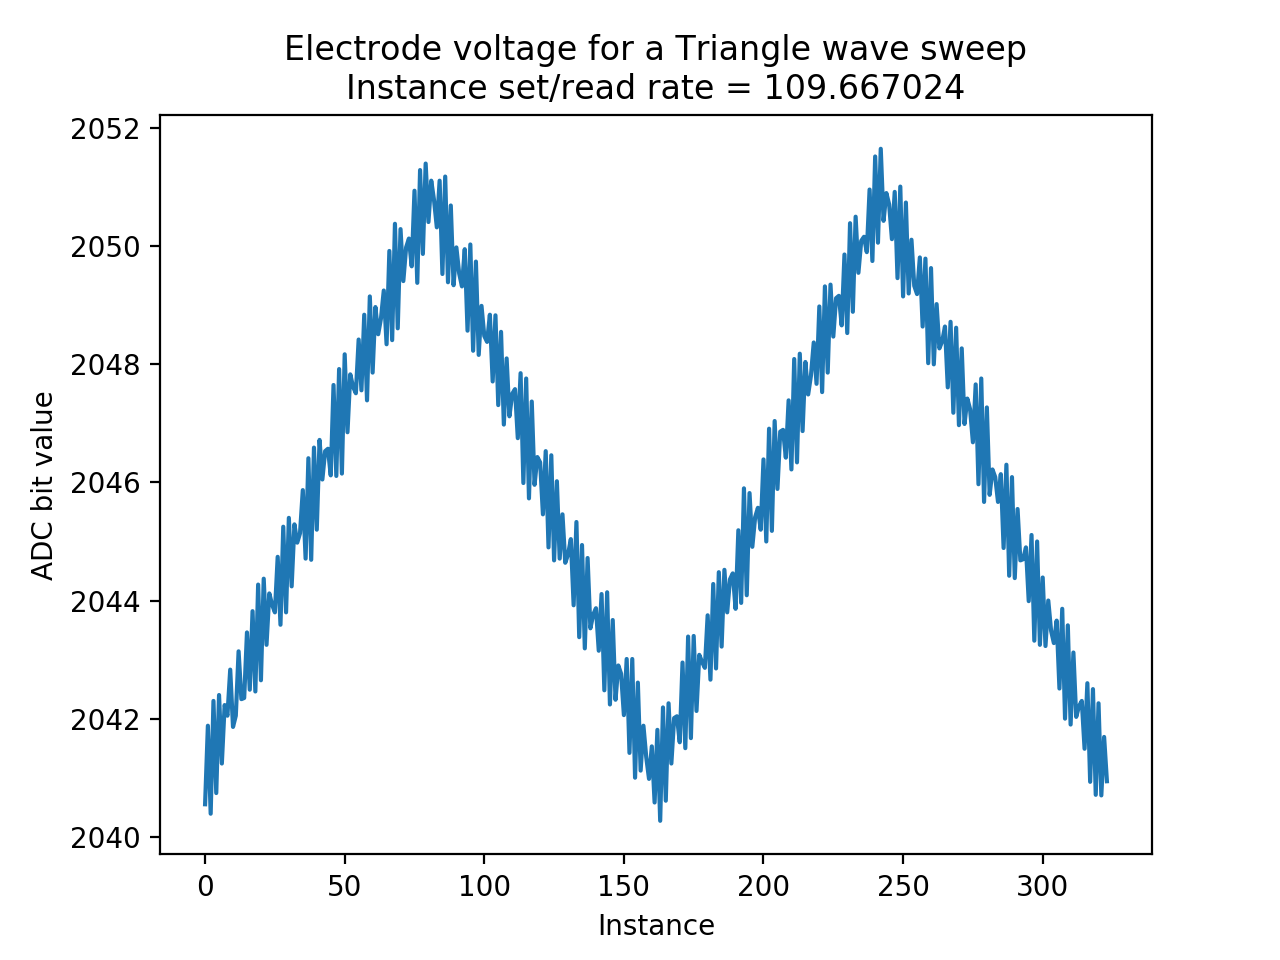 Electrode voltage for a Triangle wave sweep
Instance set/read rate = 109.667024
2052
2050
2048
2046
2044
2042
2040
ADC bit value
0 50 100 150 200 250 300
Instance